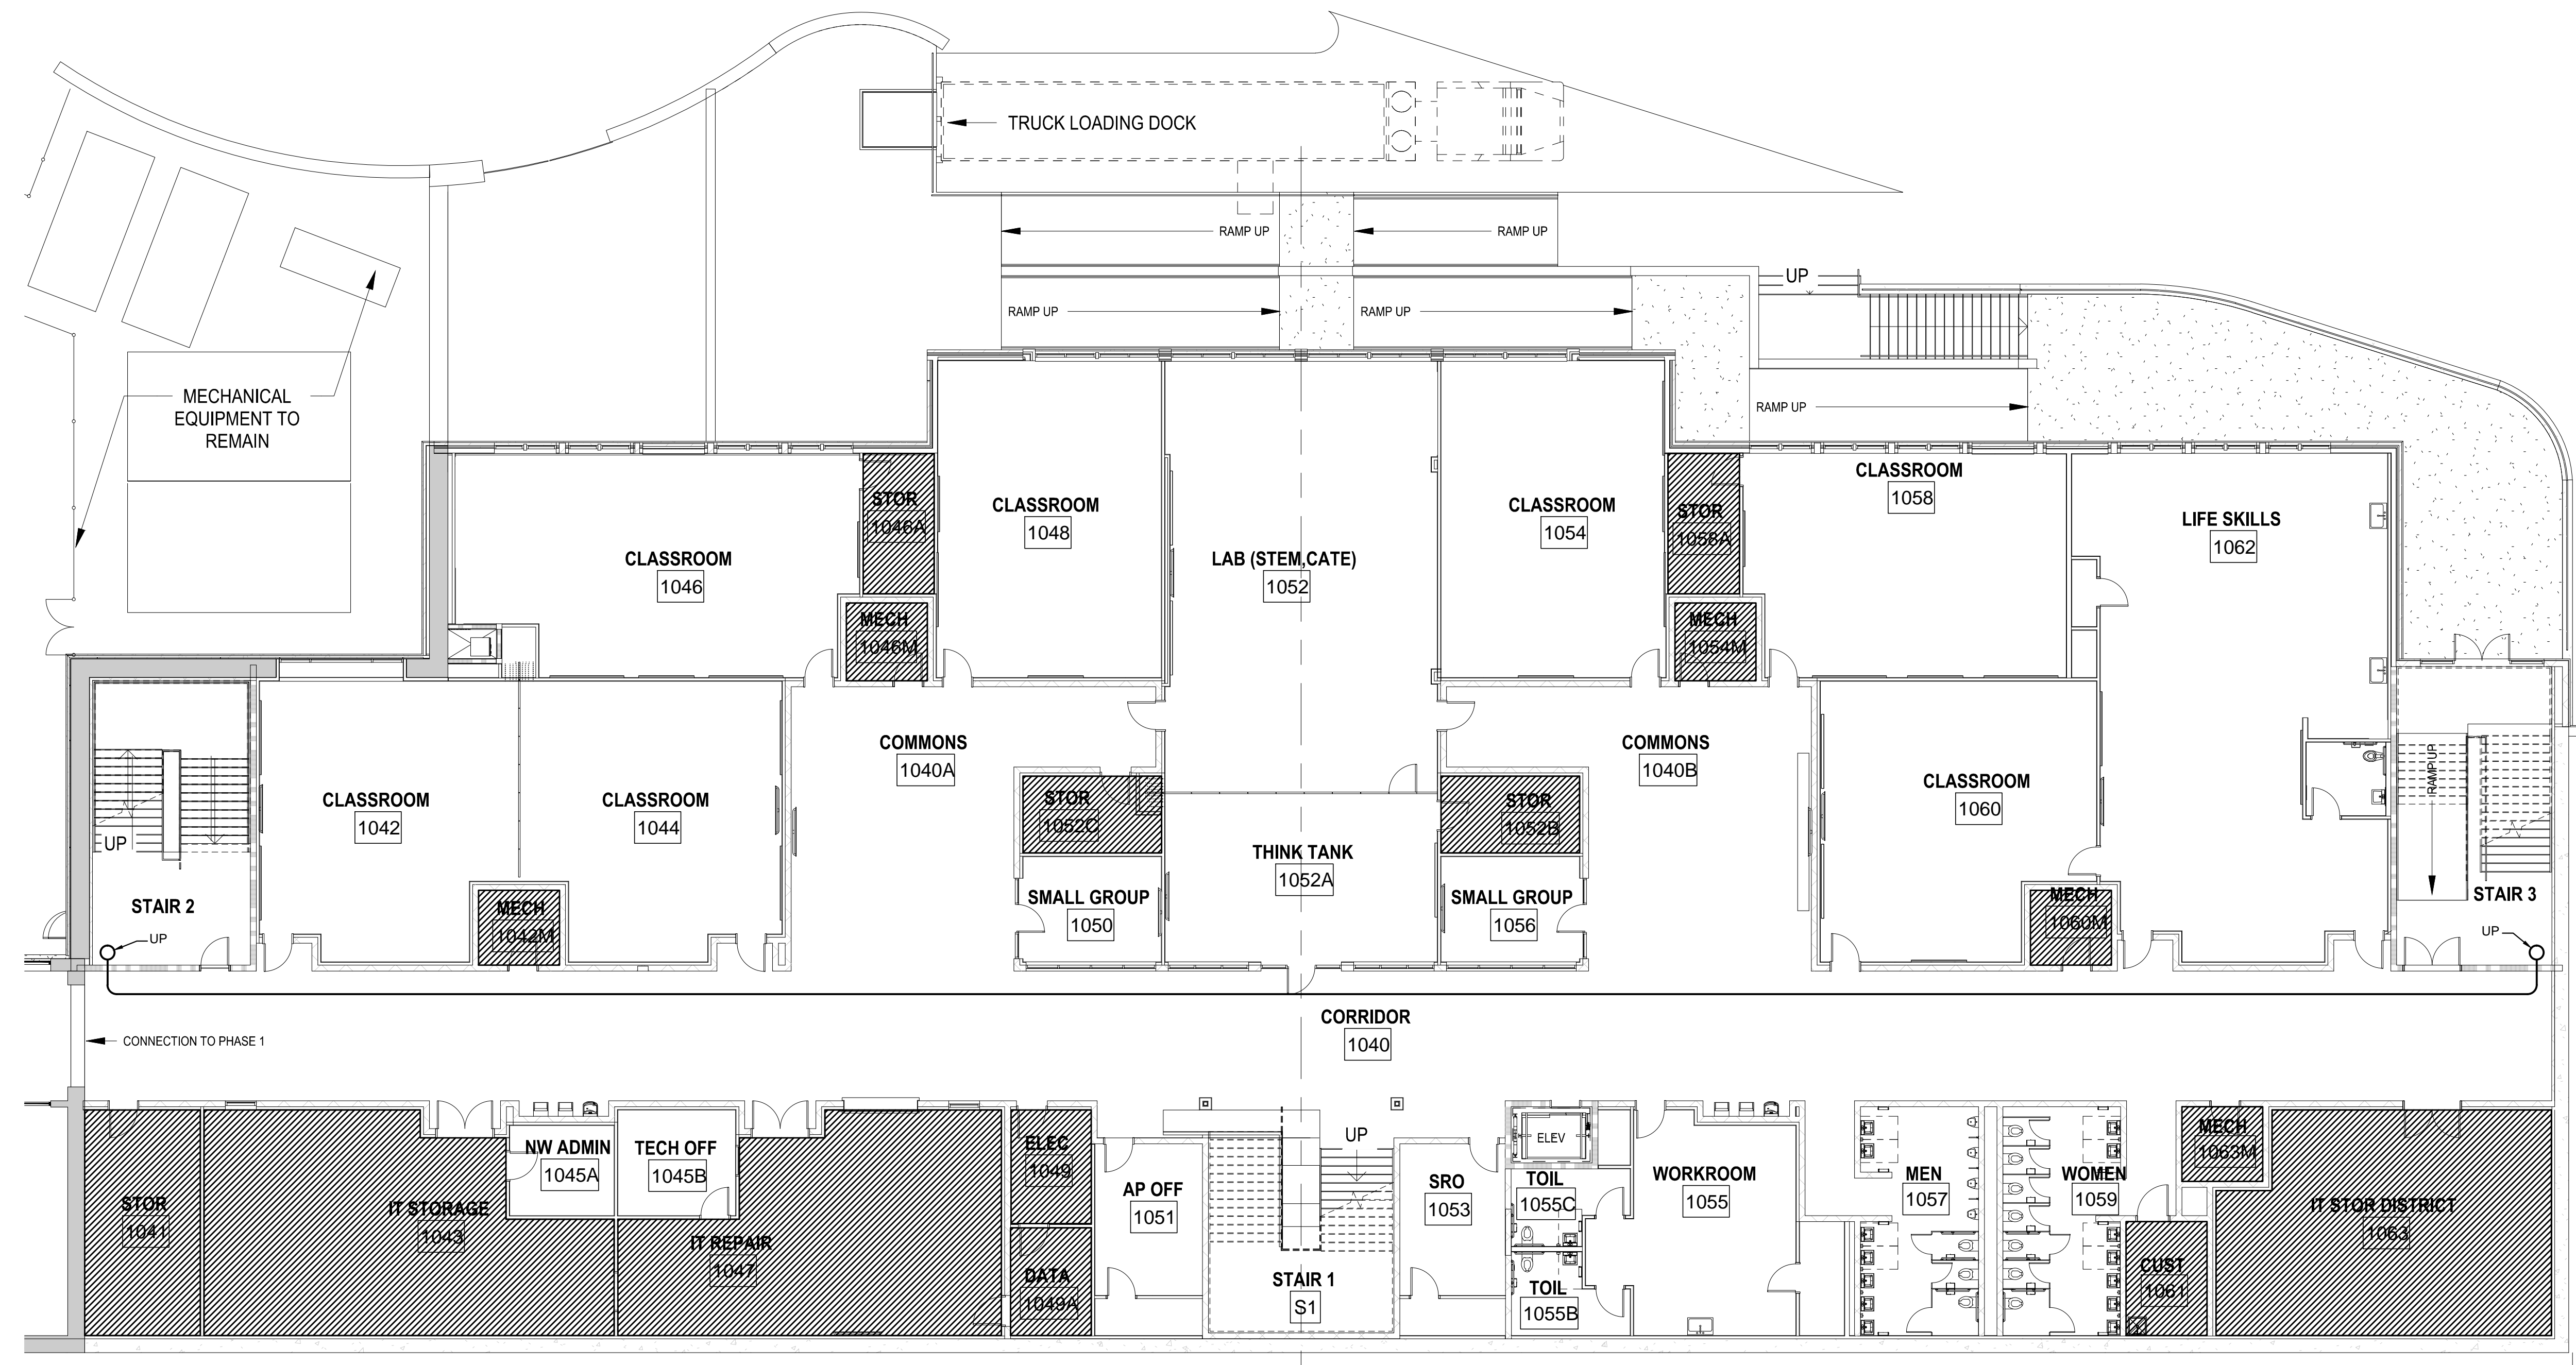 TRUCK LOADING DOCK
RAMP UP
RAMP UP
UP
RAMP UP
RAMP UP
MECHANICAL
EQUIPMENT TO
REMAIN
RAMP UP
CLASSROOM
1046
STOR
1046A
MECH
1046M
CLASSROOM
1048
LAB (STEM,CATE)
1052
CLASSROOM
1054
STOR
1058A
MECH
1054M
CLASSROOM
1058
LIFE SKILLS
1062
UP
STAIR 2
UP
CLASSROOM
1042
CLASSROOM
1044
MECH
1042M
COMMONS
1040A
STOR
1052C
SMALL GROUP
1050
THINK TANK
1052A
STOR
1052B
SMALL GROUP
1056
COMMONS
1040B
CLASSROOM
1060
MECH
1060M
RAMP UP
STAIR 3
UP
CORRIDOR
1040
CONNECTION TO PHASE 1
STOR
1041
IT STORAGE
1043
NW ADMIN
1045A
TECH OFF
1045B
IT REPAIR
1047
ELEC
1049
DATA
1049A
AP OFF
1051
UP
STAIR 1
S1
SRO
1053
ELEV
TOIL
1055C
TOIL
1055B
WORKROOM
1055
MEN
1057
WOMEN
1059
MECH
1063M
CUST
1061
IT STOR DISTRICT
1063